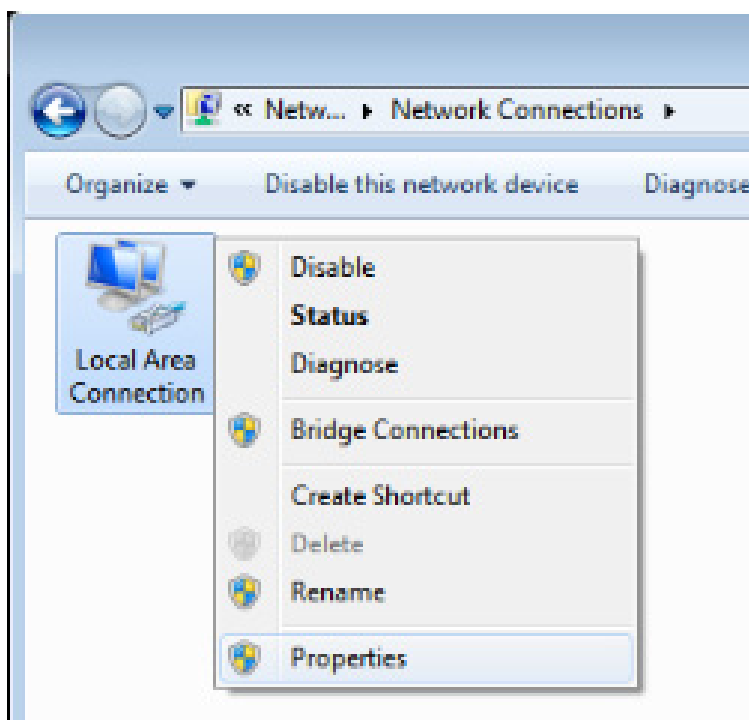 « Netw... ▸ Network Connections ▸
Organize ▾ Disable this network device Diagnose
Local Area
Connection
Disable
Status
Diagnose
Bridge Connections
Create Shortcut
Delete
Rename
Properties